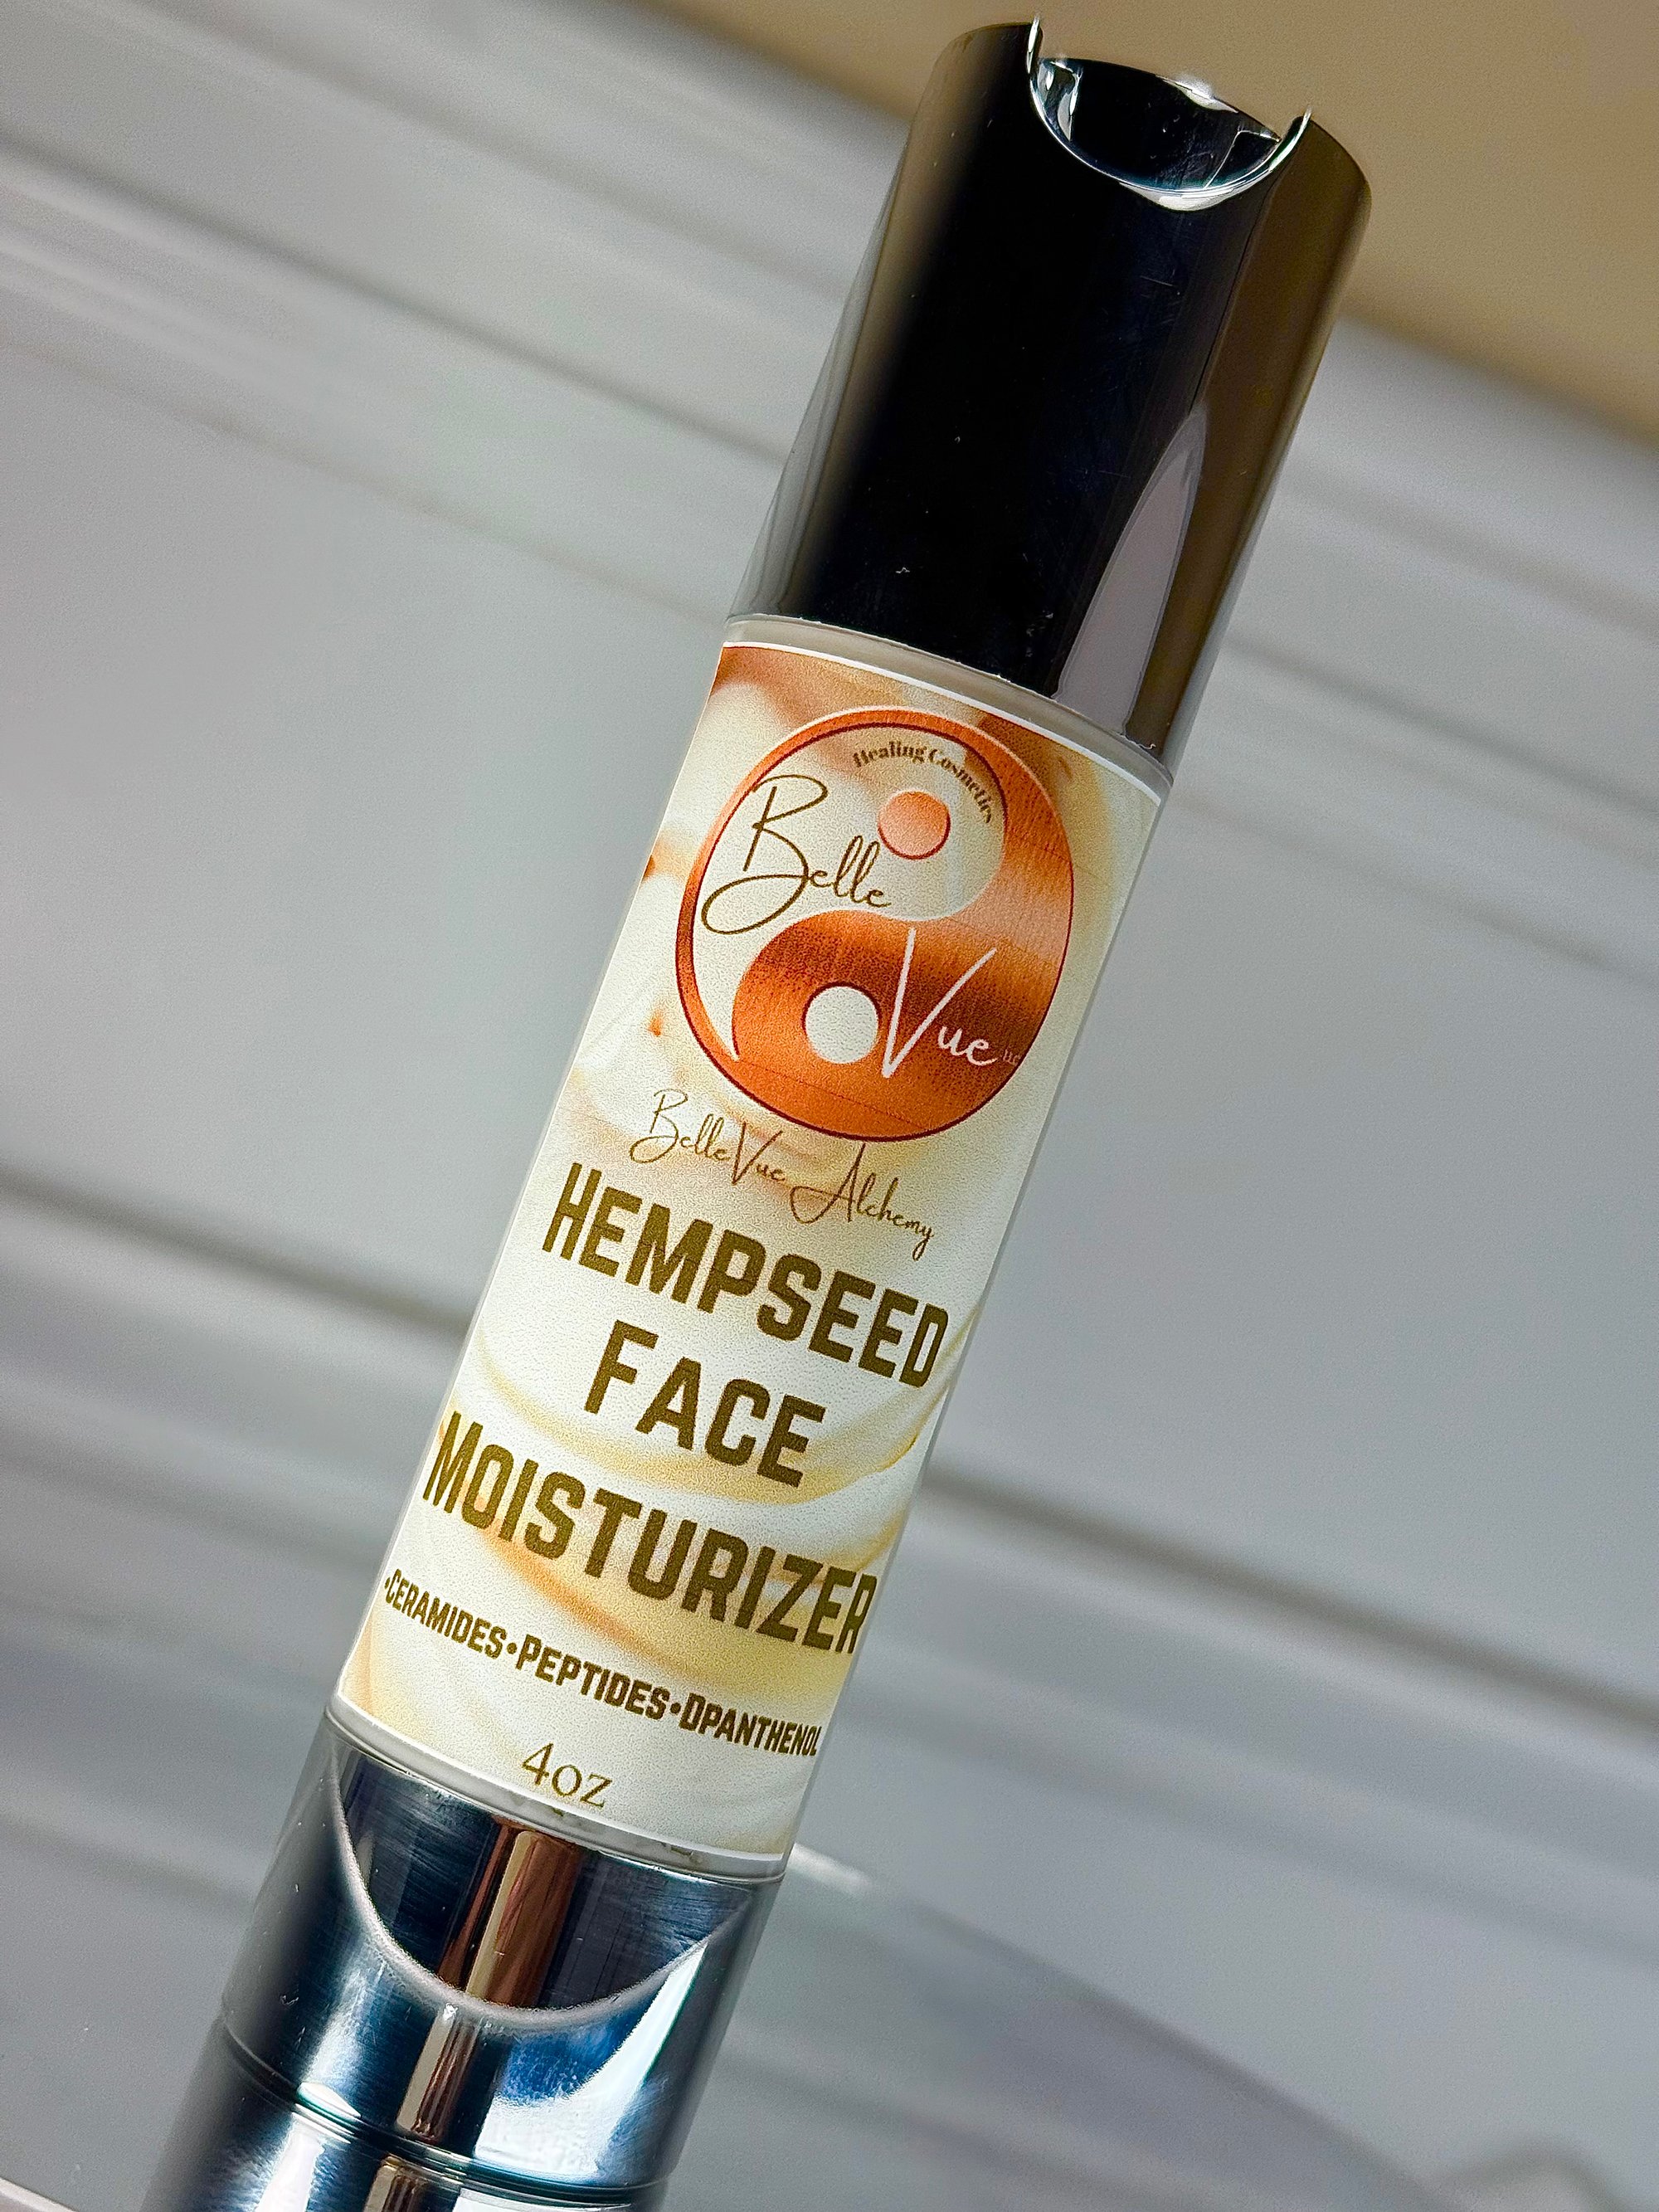 Healing Cosmetics
Belle
Vue LLC
BelleVue Alchemy
HEMPSEED
FACE
MOISTURIZER
•CERAMIDES•PEPTIDES•DPANTHENOL
4oz